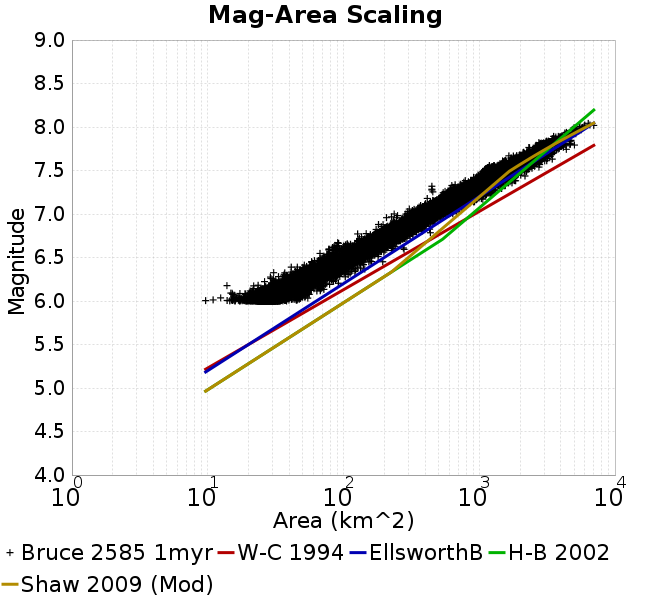 Mag-Area Scaling
9.0
8.5
8.0
7.5
7.0
6.5
6.0
5.5
5.0
4.5
4.0
Magnitude
10^0 10^1 10^2 10^3 10^4
Area (km^2)
+ Bruce 2585 1myr W-C 1994 EllsworthB H-B 2002
Shaw 2009 (Mod)